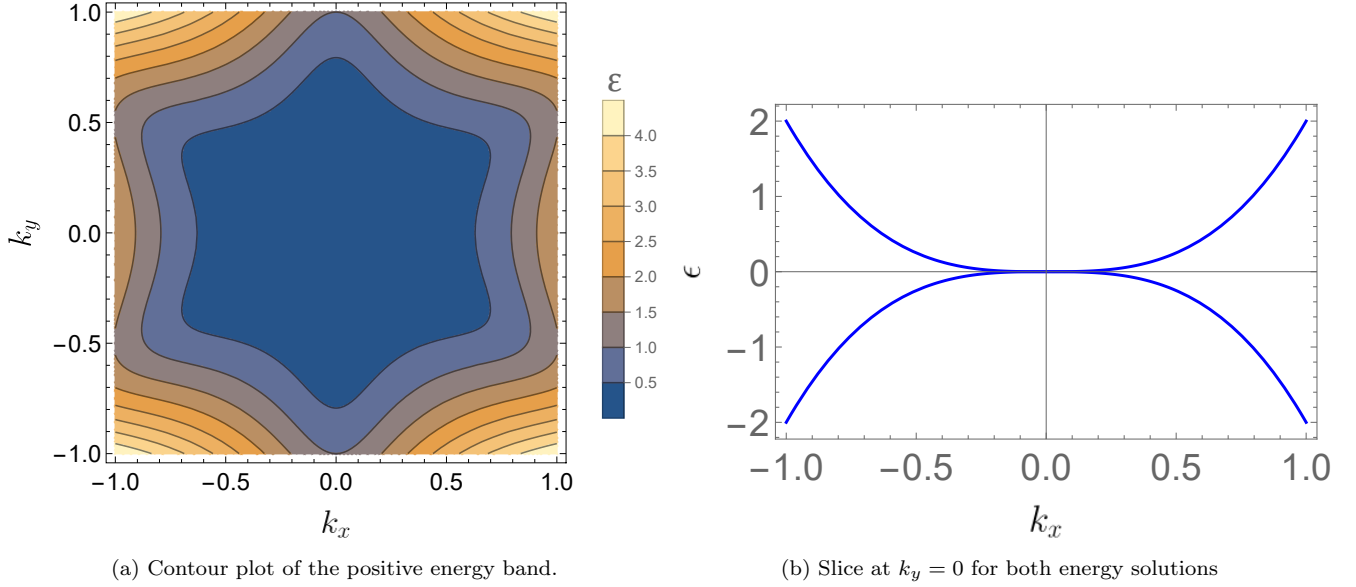 1.0
0.5
0.0
−0.5
−1.0
k_y
−1.0 −0.5 0.0 0.5 1.0
k_x
ε
4.0
3.5
3.0
2.5
2.0
1.5
1.0
0.5
(a) Contour plot of the positive energy band.
2
1
0
−1
−2
ϵ
−1.0 −0.5 0.0 0.5 1.0
k_x
(b) Slice at k_y = 0 for both energy solutions